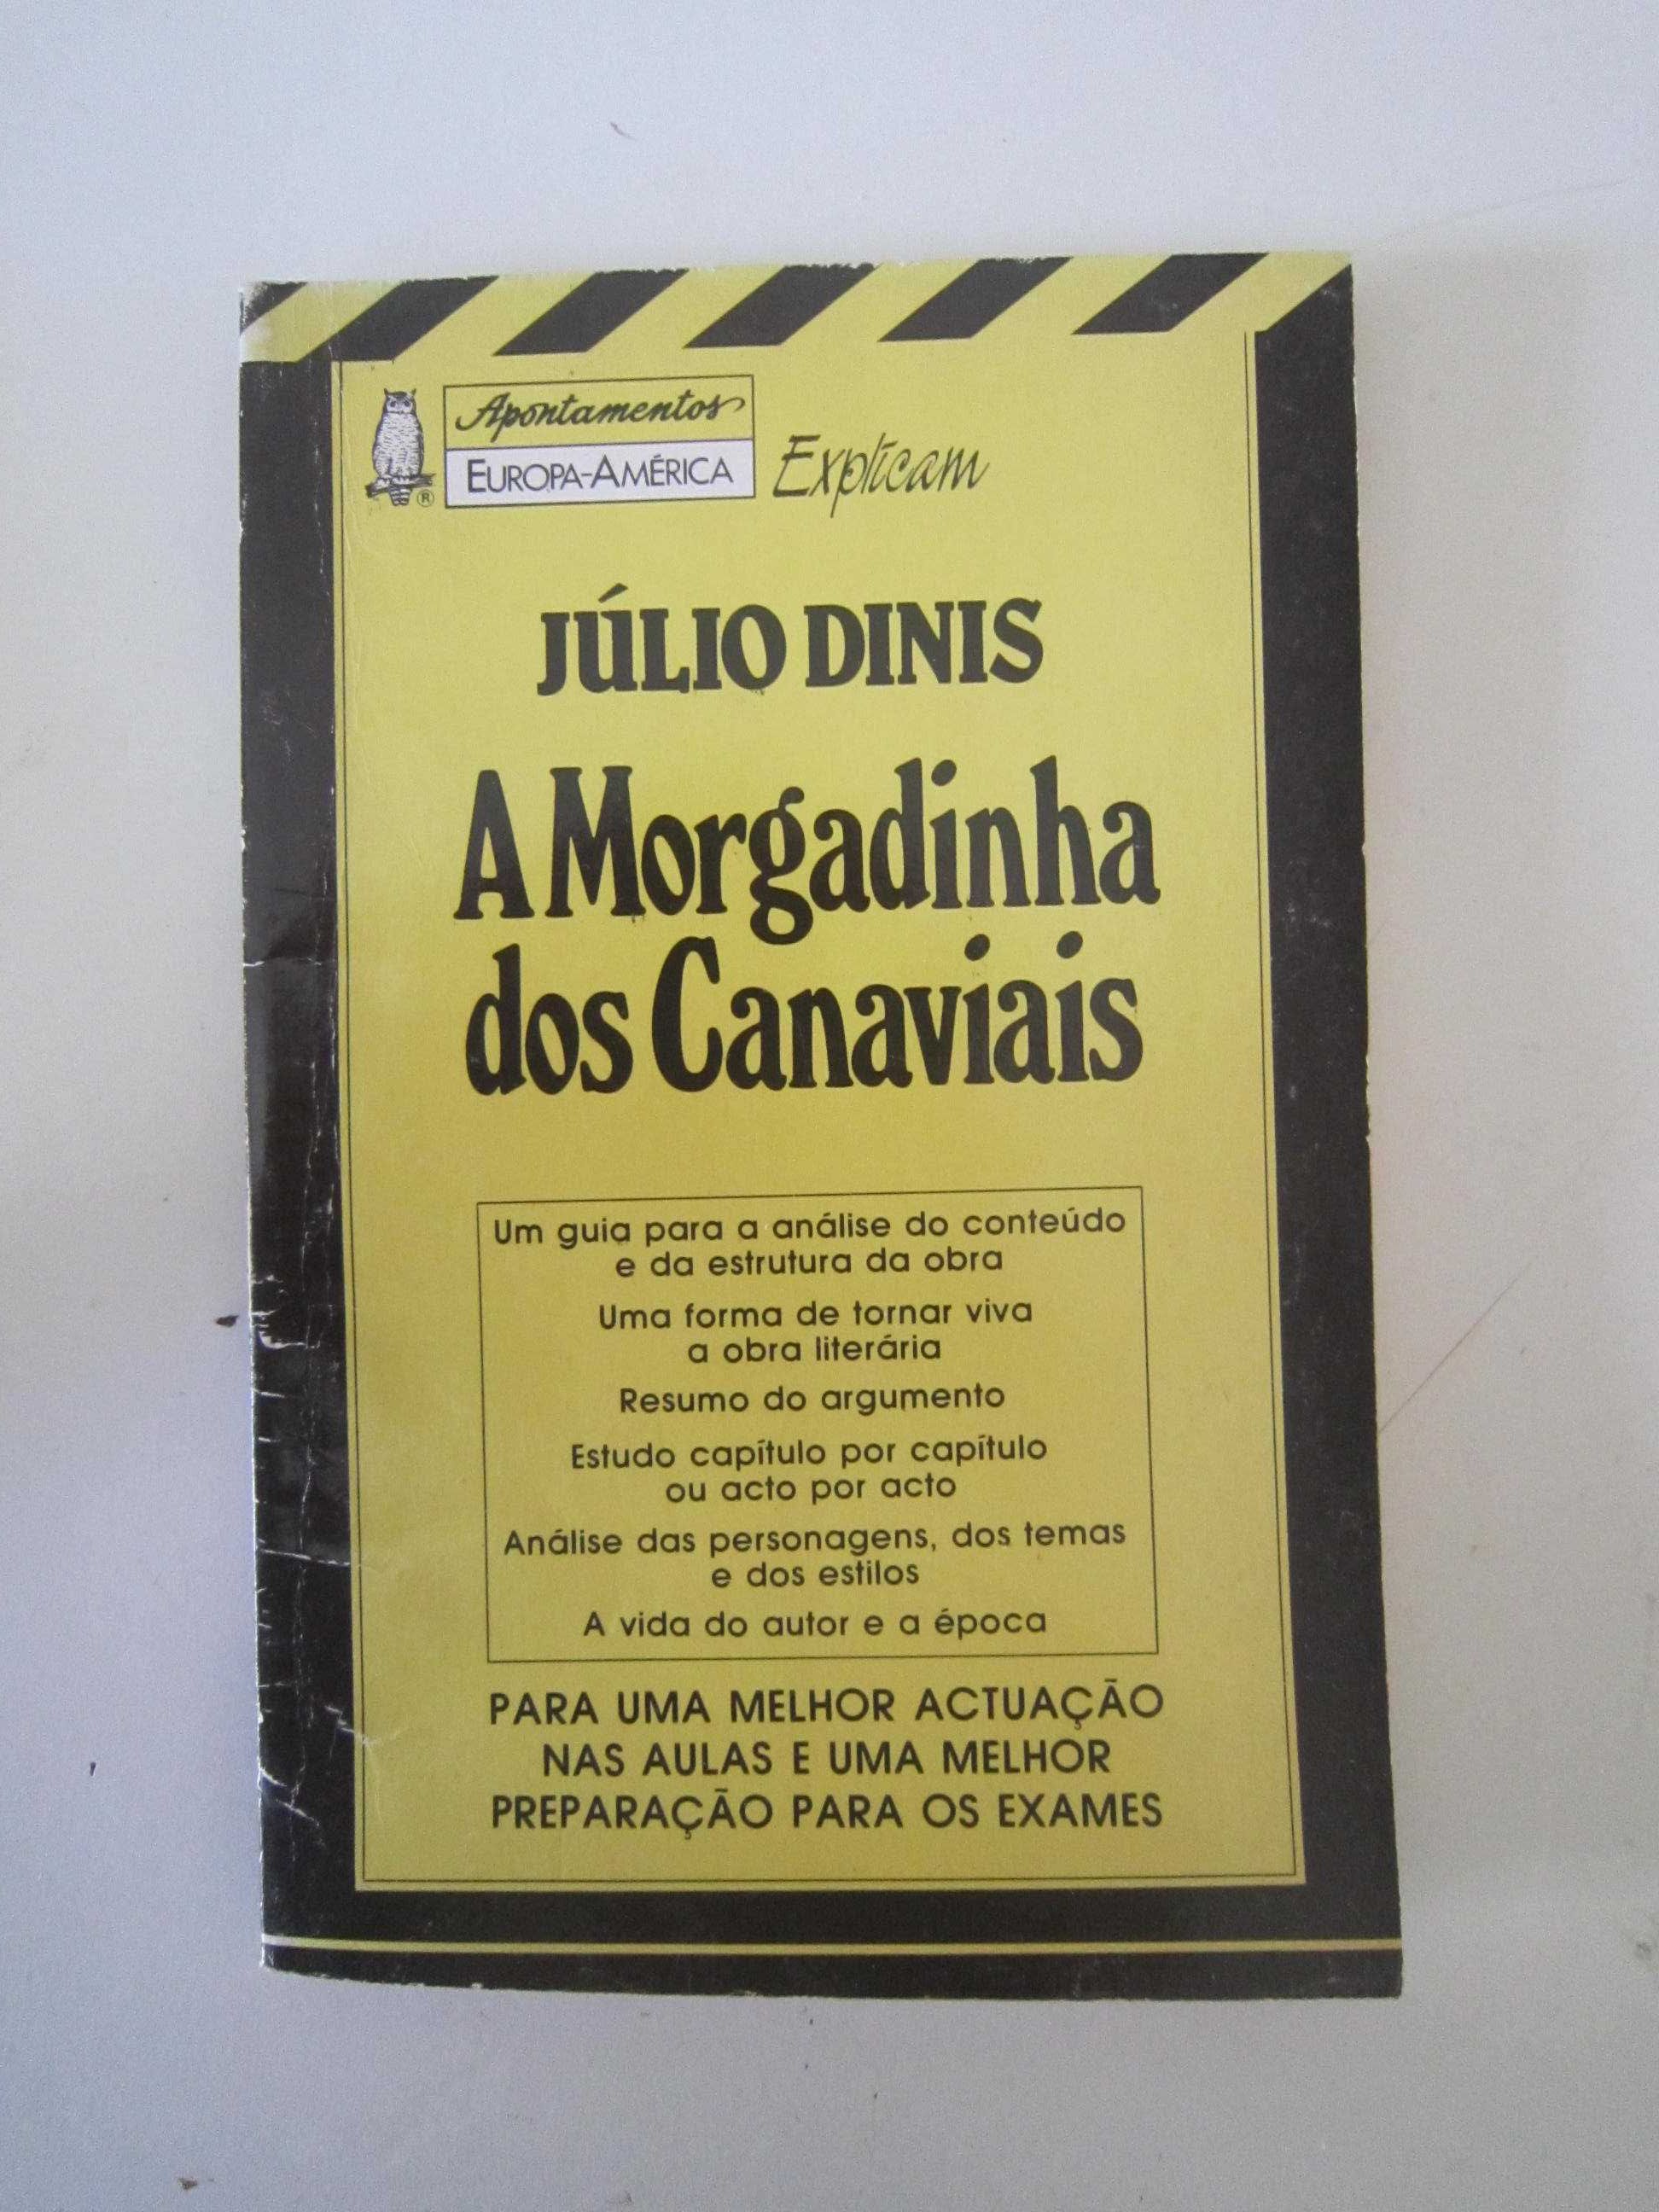 Apontamentos
EUROPA-AMÉRICA
Explicam
®
JÚLIO DINIS
A Morgadinha
dos Canaviais
Um guia para a análise do conteúdo
e da estrutura da obra
Uma forma de tornar viva
a obra literária
Resumo do argumento
Estudo capítulo por capítulo
ou acto por acto
Análise das personagens, dos temas
e dos estilos
A vida do autor e a época
PARA UMA MELHOR ACTUAÇÃO
NAS AULAS E UMA MELHOR
PREPARAÇÃO PARA OS EXAMES